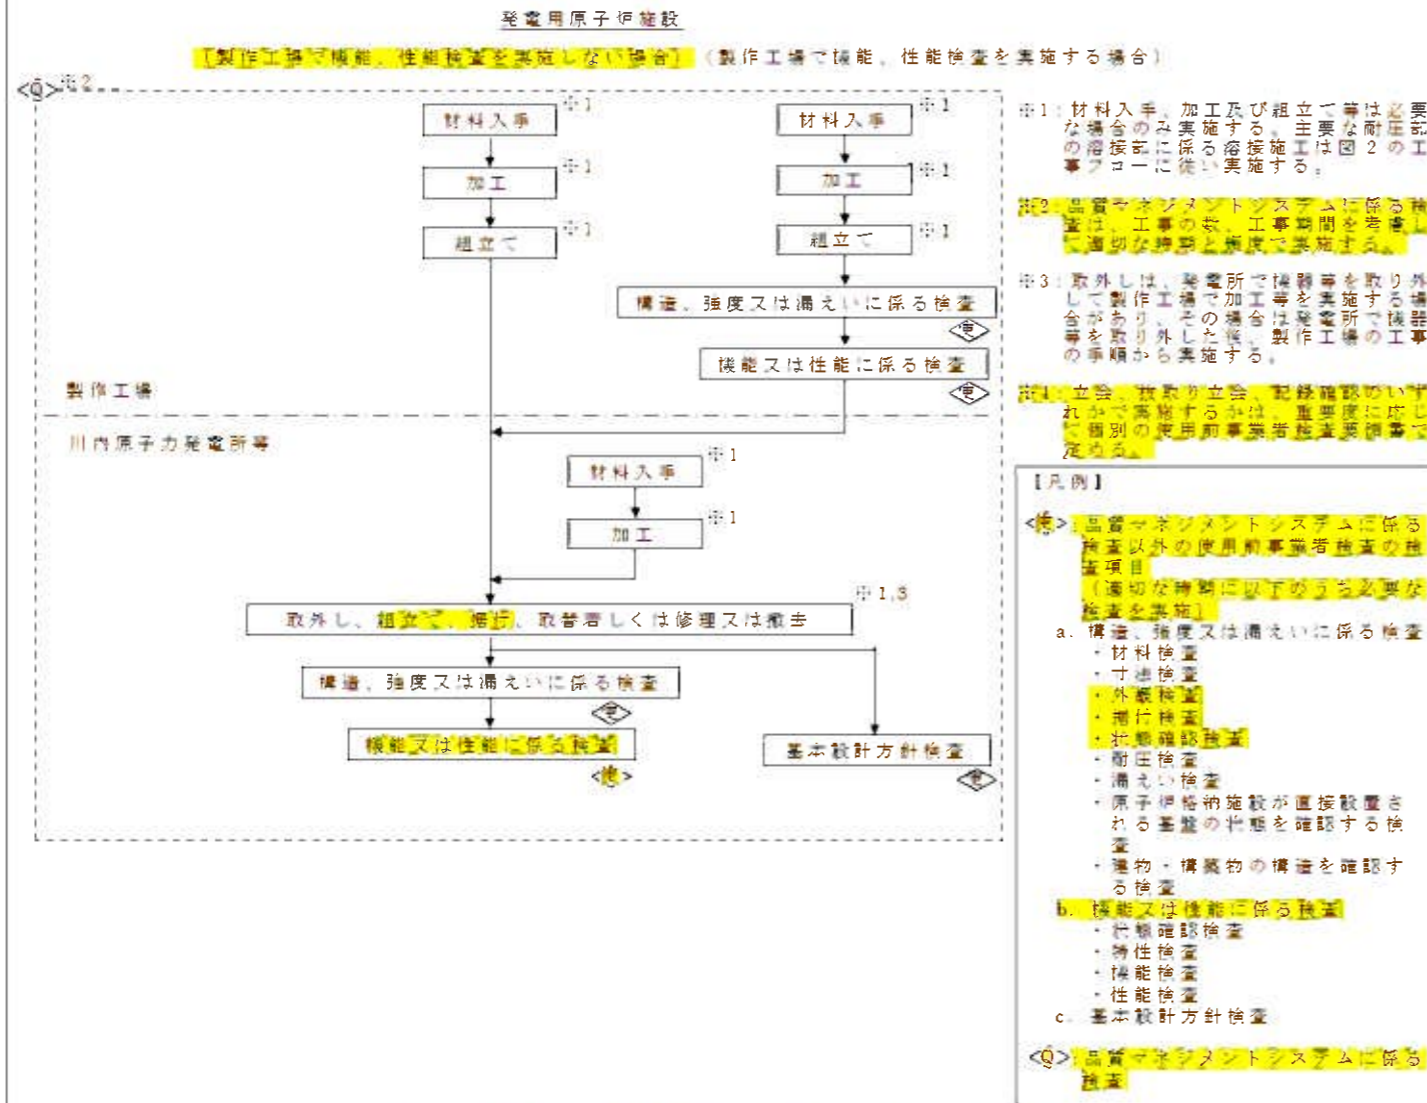 発電用原子炉施設
(製作工場で機能、性能検査を実施しない場合) (製作工場で機能、性能検査を実施する場合)
<Q>※2
材料入手 ※1
加工 ※1
組立て ※1
材料入手 ※1
加工 ※1
組立て ※1
構造、強度又は漏えいに係る検査
<使>
機能又は性能に係る検査
<使>
製作工場
川内原子力発電所等
材料入手 ※1
加工 ※1
取外し、組立て、据付、取替若しくは修理又は撤去 ※1,3
構造、強度又は漏えいに係る検査
<使>
機能又は性能に係る検査
<使>
基本設計方針検査
<使>
※1:材料入手、加工及び組立て等は必要
な場合のみ実施する。主要な耐圧部
の溶接部に係る溶接施工は図2の工
事フローに従い実施する。
※2:品質マネジメントシステムに係る検
査は、工事の数、工事期間を考慮し
て適切な時期と頻度で実施する。
※3:取外しは、発電所で機器等を取り外
して製作工場で加工等を実施する場
合があり、その場合は発電所で機器
等を取り外した後、製作工場の工事
の手順から実施する。
※4:立会、抜取り立会、記録確認のいず
れかで実施するかは、重要度に応じ
て個別の使用前事業者検査要領書で
定める。
【凡例】
<使>:品質マネジメントシステムに係る
検査以外の使用前事業者検査の検
査項目
(適切な時期に以下のうち必要な
検査を実施)
a. 構造、強度又は漏えいに係る検査
・材料検査
・寸法検査
・外観検査
・据付検査
・状態確認検査
・耐圧検査
・漏えい検査
・原子炉格納施設が直接設置さ
れる基盤の状態を確認する検
査
・建物・構築物の構造を確認す
る検査
b. 機能又は性能に係る検査
・状態確認検査
・特性検査
・機能検査
・性能検査
c. 基本設計方針検査
<Q>:品質マネジメントシステムに係る
検査